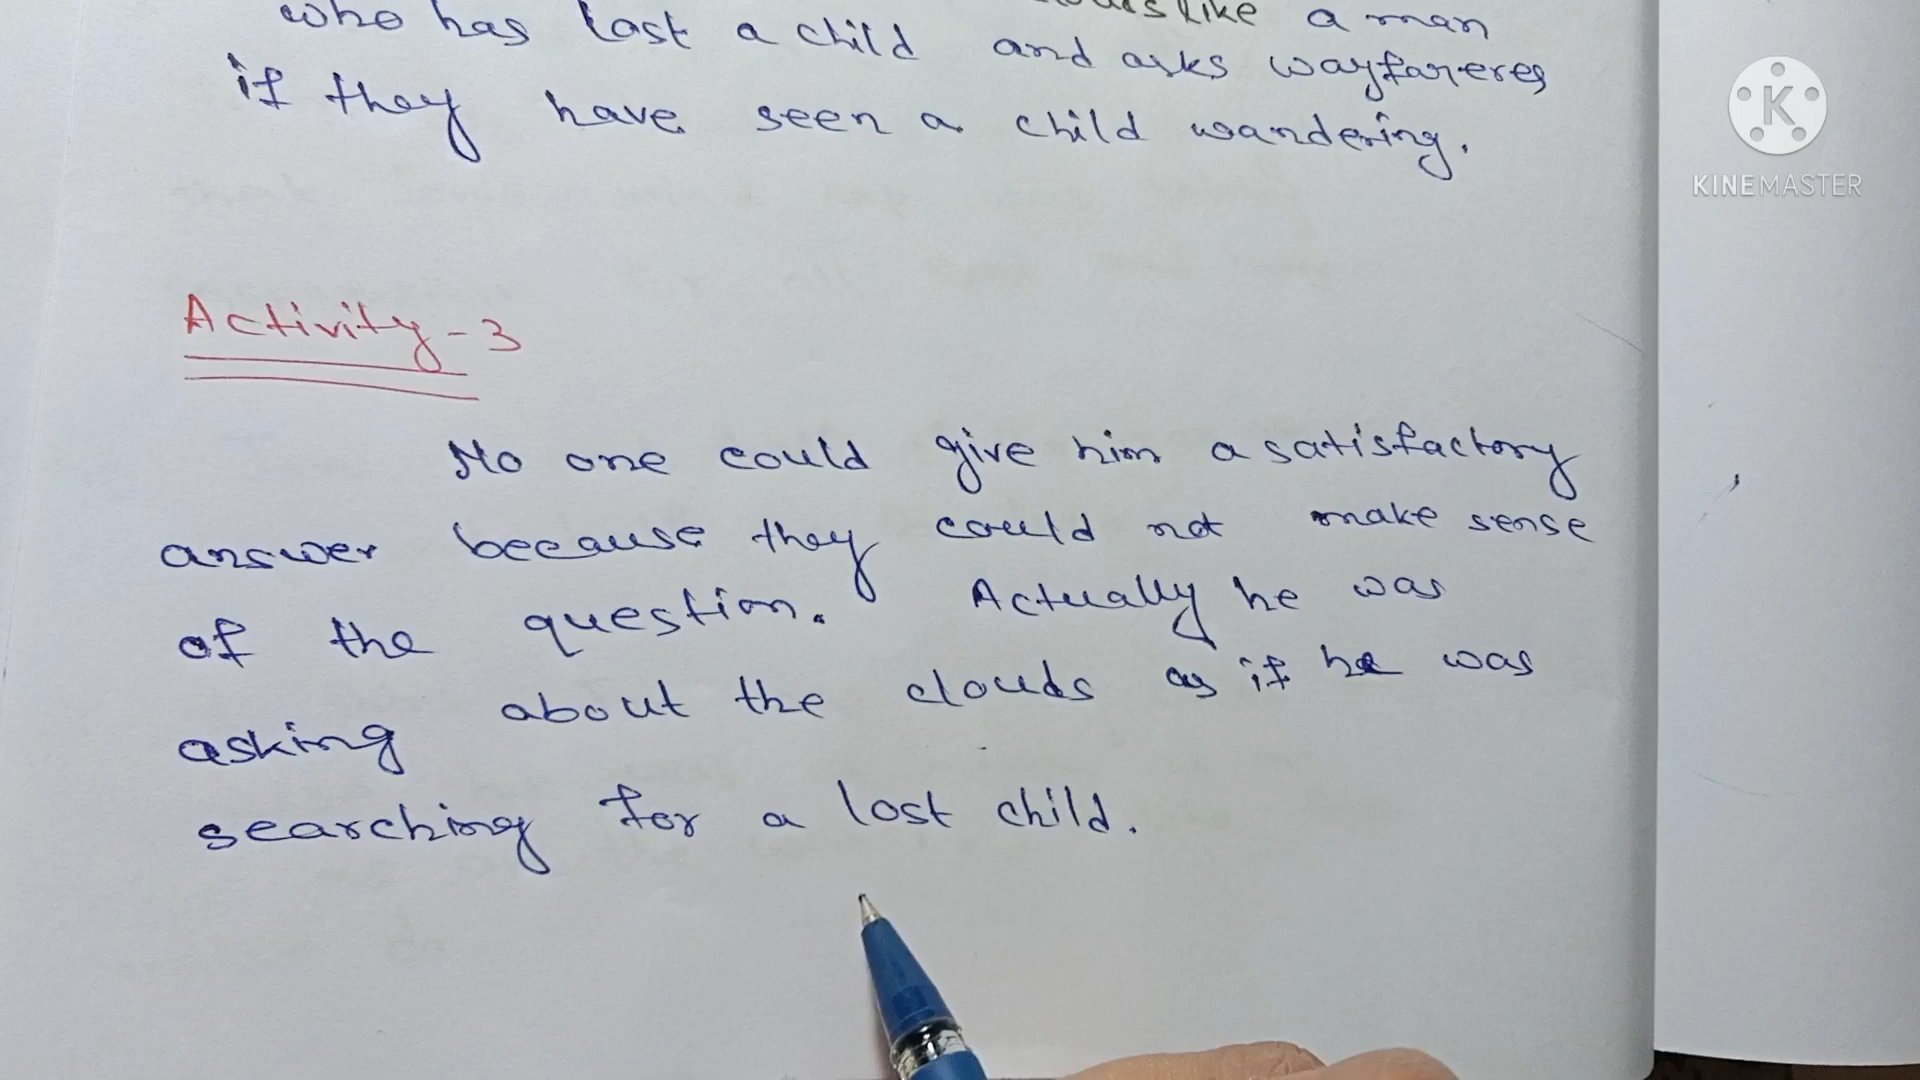 like a man
who has lost a child and asks wayfareres
if they have seen a child wandering.
Activity-3
No one could give him a satisfactory
answer because they could not make sense
of the question. Actually he was
asking about the clouds as if he was
searching for a lost child.
K
KINEMASTER